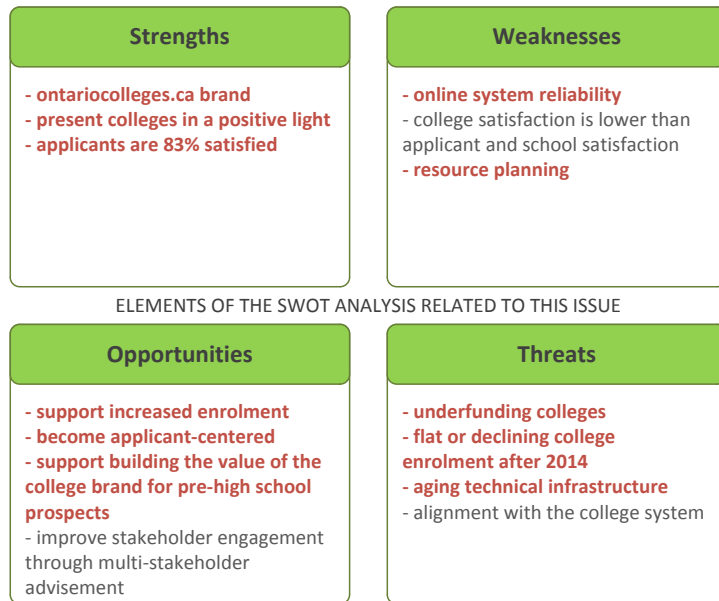 Strengths
- ontariocolleges.ca brand
- present colleges in a positive light
- applicants are 83% satisfied
Weaknesses
- online system reliability
- college satisfaction is lower than
applicant and school satisfaction
- resource planning
ELEMENTS OF THE SWOT ANALYSIS RELATED TO THIS ISSUE
Opportunities
- support increased enrolment
- become applicant-centered
- support building the value of the
college brand for pre-high school
prospects
- improve stakeholder engagement
through multi-stakeholder
advisement
Threats
- underfunding colleges
- flat or declining college
enrolment after 2014
- aging technical infrastructure
- alignment with the college system